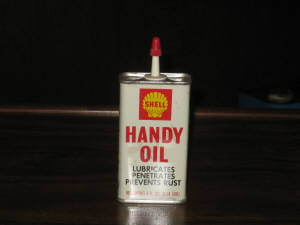 SHELL
HANDY
OIL
LUBRICATES
PENETRATES
PREVENTS RUST